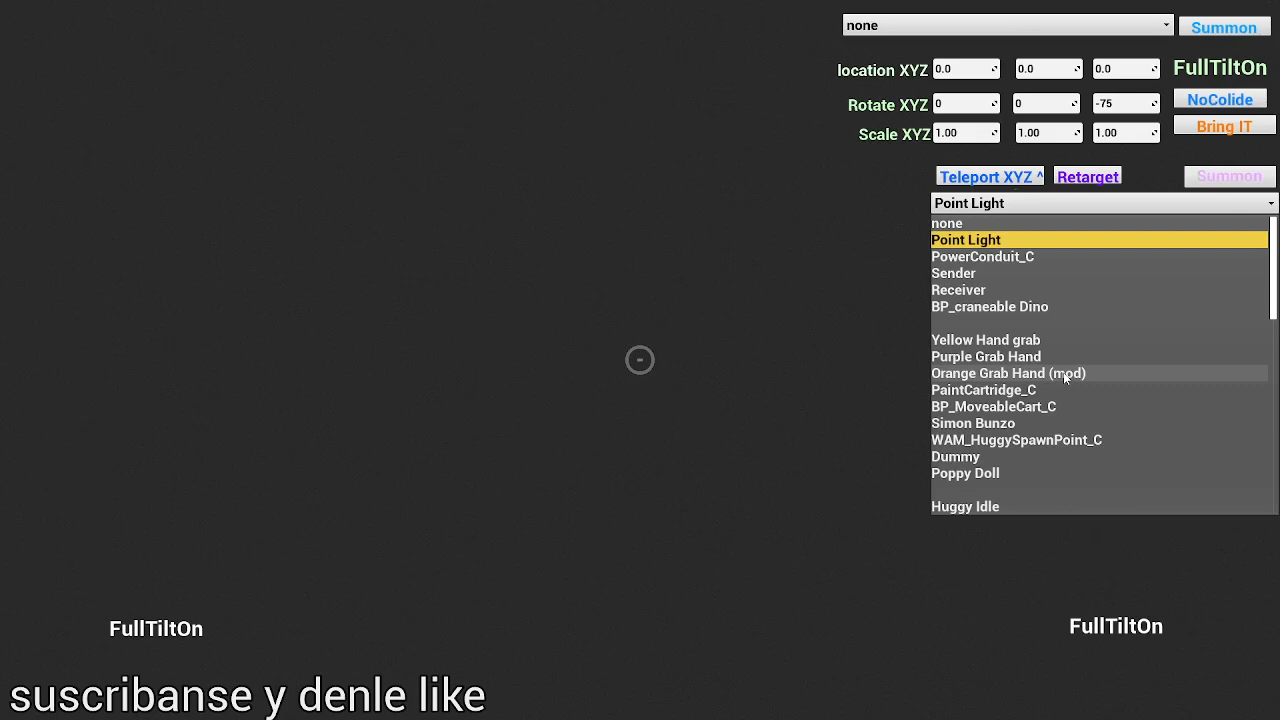 none
Summon
location XYZ 0.0 0.0 0.0 FullTiltOn
Rotate XYZ 0 0 -75 NoColide
Bring IT
Scale XYZ 1.00 1.00 1.00
Teleport XYZ ^ Retarget Summon
Point Light
none
Point Light
PowerConduit_C
Sender
Receiver
BP_craneable Dino
Yellow Hand grab
Purple Grab Hand
Orange Grab Hand (mod)
PaintCartridge_C
BP_MoveableCart_C
Simon Bunzo
WAM_HuggySpawnPoint_C
Dummy
Poppy Doll
Huggy Idle
FullTiltOn
FullTiltOn
suscribanse y denle like